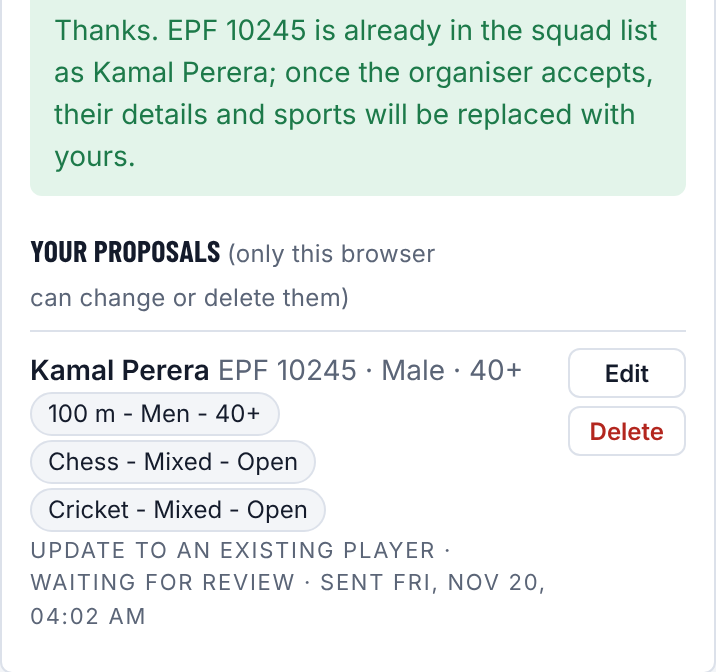 Thanks. EPF 10245 is already in the squad list
as Kamal Perera; once the organiser accepts,
their details and sports will be replaced with
yours.
YOUR PROPOSALS (only this browser
can change or delete them)
Kamal Perera EPF 10245 · Male · 40+
Edit
100 m - Men - 40+
Delete
Chess - Mixed - Open
Cricket - Mixed - Open
UPDATE TO AN EXISTING PLAYER ·
WAITING FOR REVIEW · SENT FRI, NOV 20,
04:02 AM